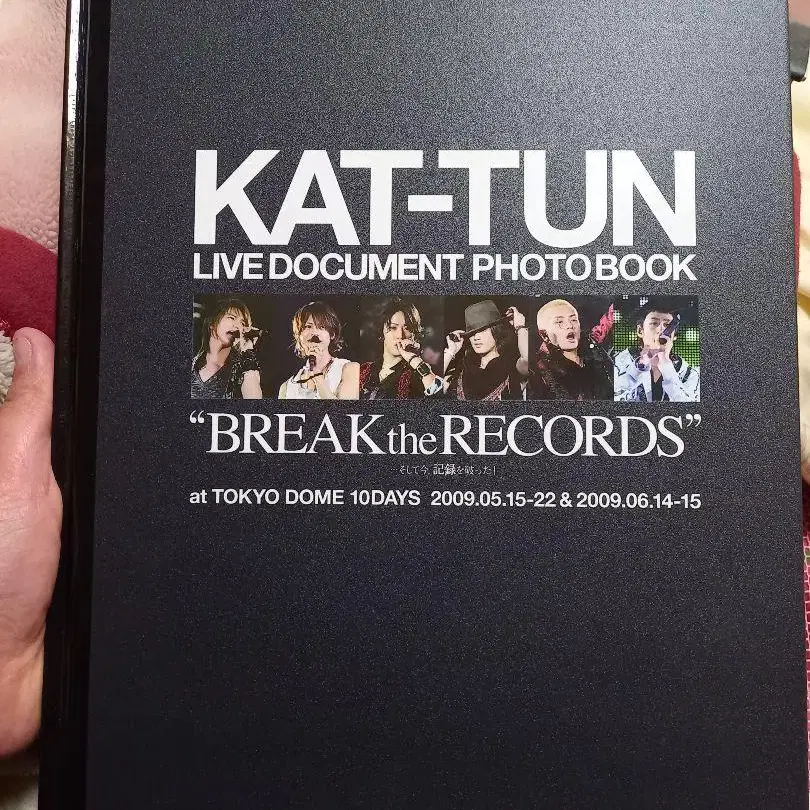 KAT-TUN
LIVE DOCUMENT PHOTO BOOK
“BREAK the RECORDS”
そして今、記録を破った!
at TOKYO DOME 10DAYS 2009.05.15-22 & 2009.06.14-15